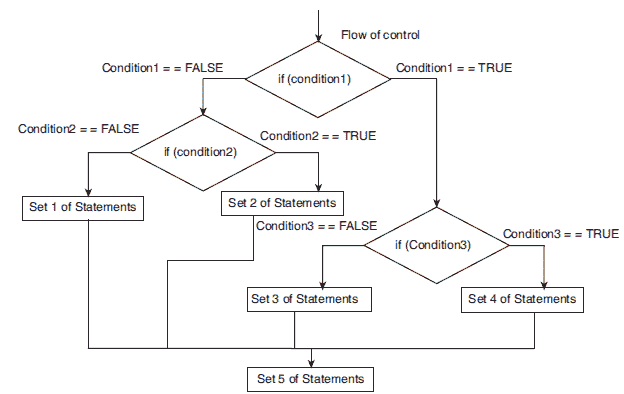 Flow of control
Condition1 = = FALSE
if (condition1)
Condition1 = = TRUE
Condition2 = = FALSE
if (condition2)
Condition2 = = TRUE
Set 1 of Statements
Set 2 of Statements
Condition3 = = FALSE
if (Condition3)
Condition3 = = TRUE
Set 3 of Statements
Set 4 of Statements
Set 5 of Statements